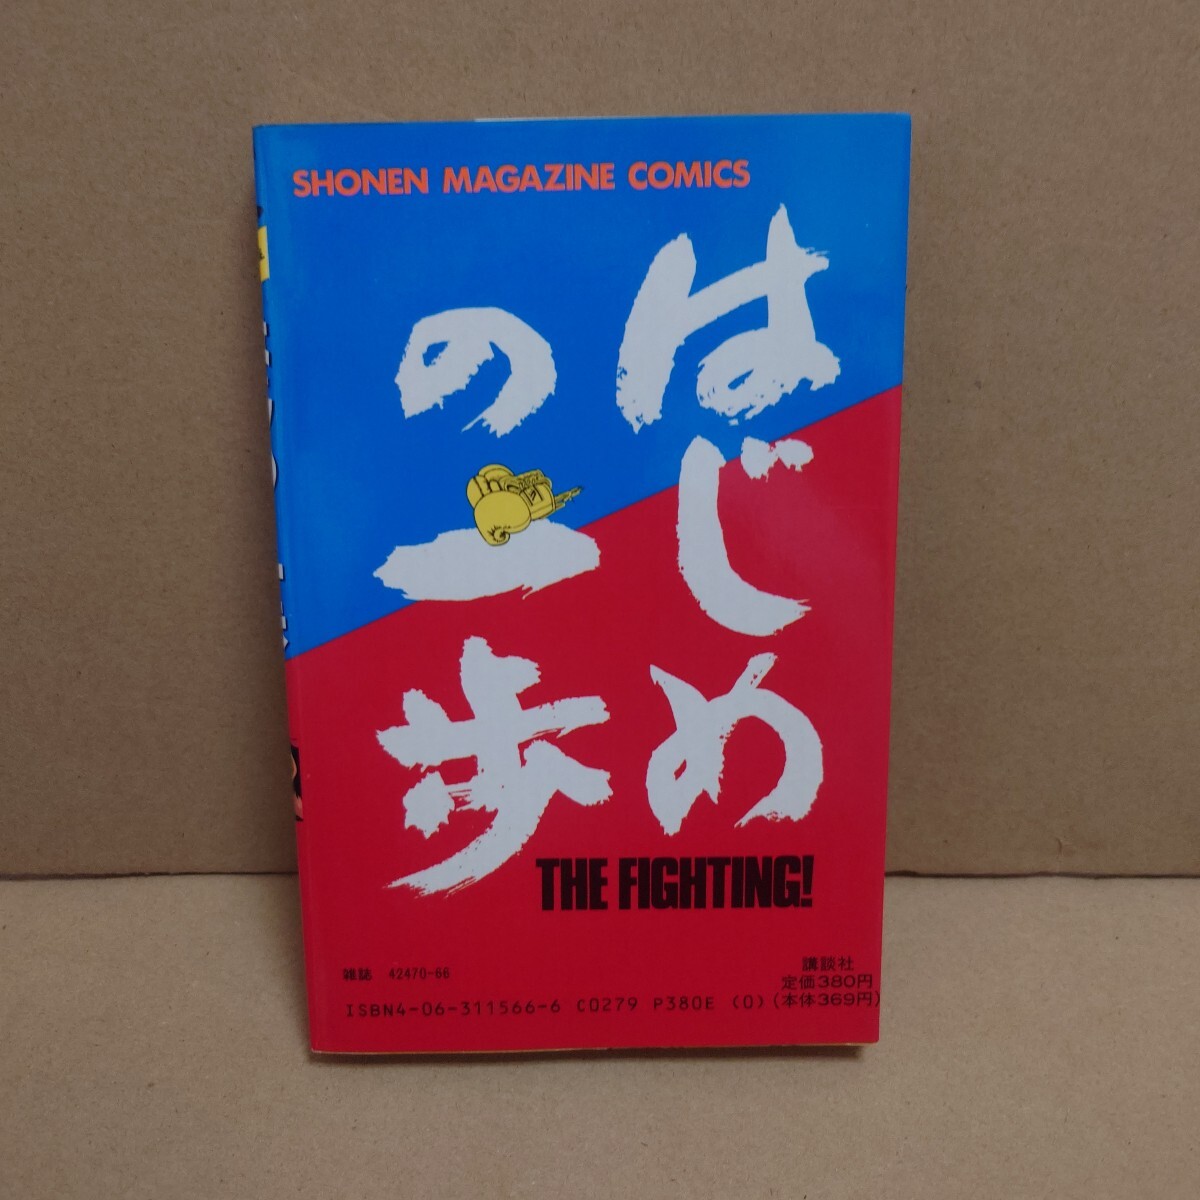 SHONEN MAGAZINE COMICS
はじめ
の一歩
THE FIGHTING!
雑誌 42470-66
講談社
定価380円
ISBN4-06-311566-6 C0279 P380E (0) (本体369円)